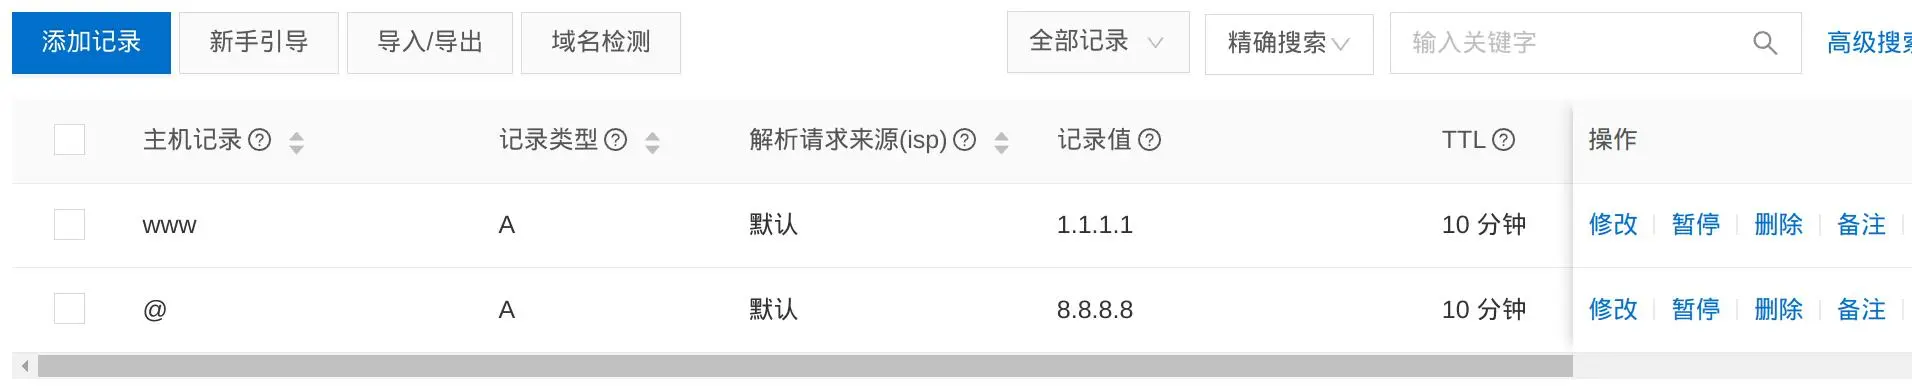 添加记录 新手引导 导入/导出 域名检测 全部记录 精确搜索 输入关键字 高级搜索
主机记录 记录类型 解析请求来源(isp) 记录值 TTL 操作
www A 默认 1.1.1.1 10 分钟 修改 暂停 删除 备注
@ A 默认 8.8.8.8 10 分钟 修改 暂停 删除 备注